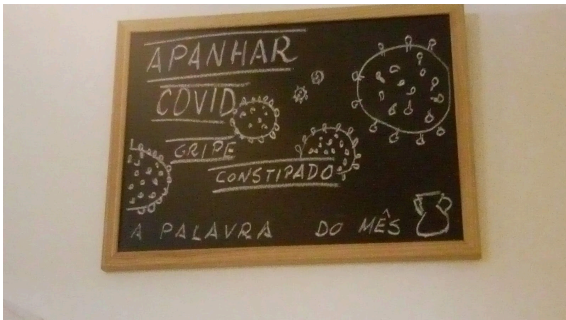 APANHAR
COVID
GRIPE
CONSTIPADO
A PALAVRA DO MÊS